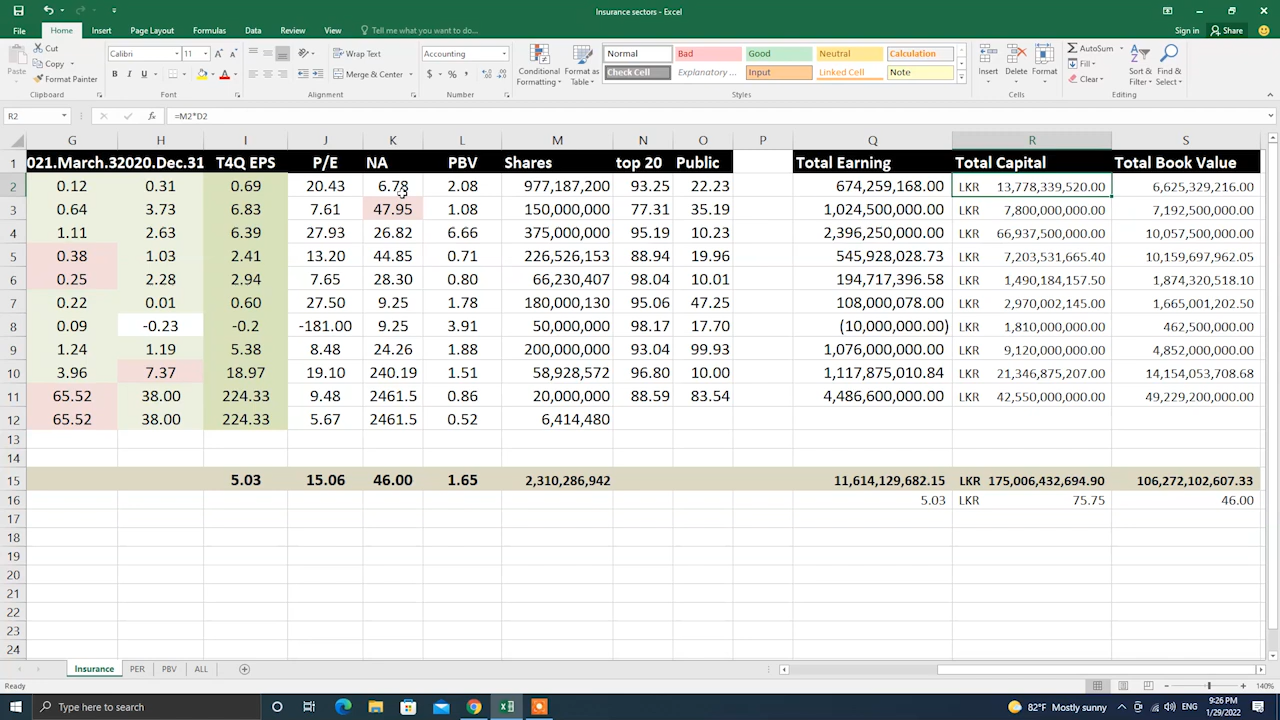 Insurance sectors - Excel
Sign in Share
File Home Insert Page Layout Formulas Data Review View Tell me what you want to do...
Paste Cut Copy Format Painter Clipboard
Calibri 11 B I U A Font
Wrap Text Merge & Center Alignment
Accounting $ % , Number
Conditional Formatting Format as Table
Normal Bad Good Neutral Calculation
Check Cell Explanatory ... Input Linked Cell Note
Styles
Insert Delete Format Cells
AutoSum Fill Clear Sort & Filter Find & Select Editing
R2 fx =M2*D2
G H I J K L M N O P Q R S
1 021.March.3 2020.Dec.31 T4Q EPS P/E NA PBV Shares top 20 Public Total Earning Total Capital Total Book Value
2 0.12 0.31 0.69 20.43 6.78 2.08 977,187,200 93.25 22.23 674,259,168.00 LKR 13,778,339,520.00 6,625,329,216.00
3 0.64 3.73 6.83 7.61 47.95 1.08 150,000,000 77.31 35.19 1,024,500,000.00 LKR 7,800,000,000.00 7,192,500,000.00
4 1.11 2.63 6.39 27.93 26.82 6.66 375,000,000 95.19 10.23 2,396,250,000.00 LKR 66,937,500,000.00 10,057,500,000.00
5 0.38 1.03 2.41 13.20 44.85 0.71 226,526,153 88.94 19.96 545,928,028.73 LKR 7,203,531,665.40 10,159,697,962.05
6 0.25 2.28 2.94 7.65 28.30 0.80 66,230,407 98.04 10.01 194,717,396.58 LKR 1,490,184,157.50 1,874,320,518.10
7 0.22 0.01 0.60 27.50 9.25 1.78 180,000,130 95.06 47.25 108,000,078.00 LKR 2,970,002,145.00 1,665,001,202.50
8 0.09 -0.23 -0.2 -181.00 9.25 3.91 50,000,000 98.17 17.70 (10,000,000.00) LKR 1,810,000,000.00 462,500,000.00
9 1.24 1.19 5.38 8.48 24.26 1.88 200,000,000 93.04 99.93 1,076,000,000.00 LKR 9,120,000,000.00 4,852,000,000.00
10 3.96 7.37 18.97 19.10 240.19 1.51 58,928,572 96.80 10.00 1,117,875,010.84 LKR 21,346,875,207.00 14,154,053,708.68
11 65.52 38.00 224.33 9.48 2461.5 0.86 20,000,000 88.59 83.54 4,486,600,000.00 LKR 42,550,000,000.00 49,229,200,000.00
12 65.52 38.00 224.33 5.67 2461.5 0.52 6,414,480
13
14
15 5.03 15.06 46.00 1.65 2,310,286,942 11,614,129,682.15 LKR 175,006,432,694.90 106,272,102,607.33
16 5.03 LKR 75.75 46.00
17
18
19
20
21
22
23
24
Insurance PER PBV ALL
Ready 140%
Type here to search 82°F Mostly sunny ENG 9:26 PM 1/29/2022